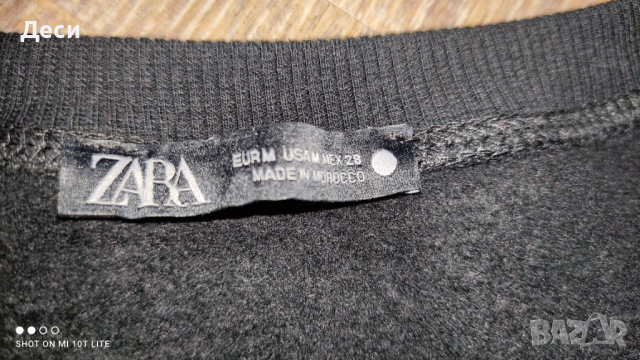 Деси
ZARA
EUR M USA M MEX 28
MADE IN MOROCCO
SHOT ON MI 10T LITE
BAZAR